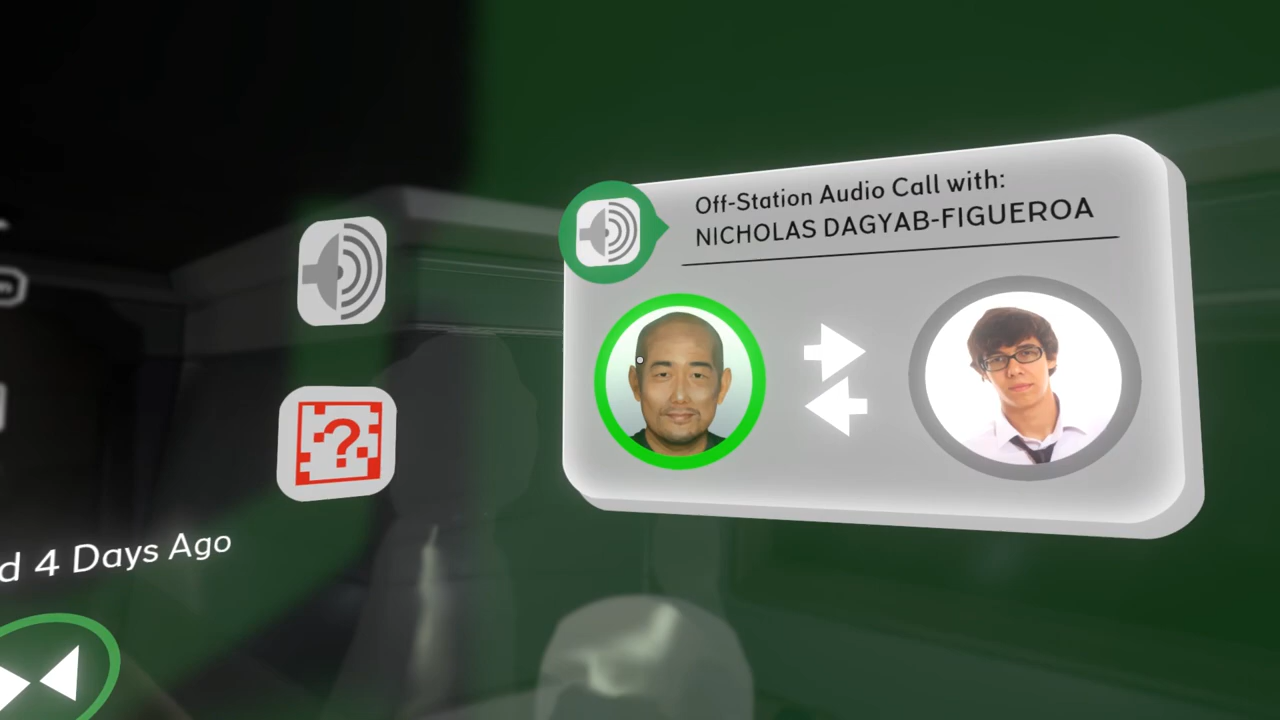 Off-Station Audio Call with:
NICHOLAS DAGYAB-FIGUEROA
?
4 Days Ago